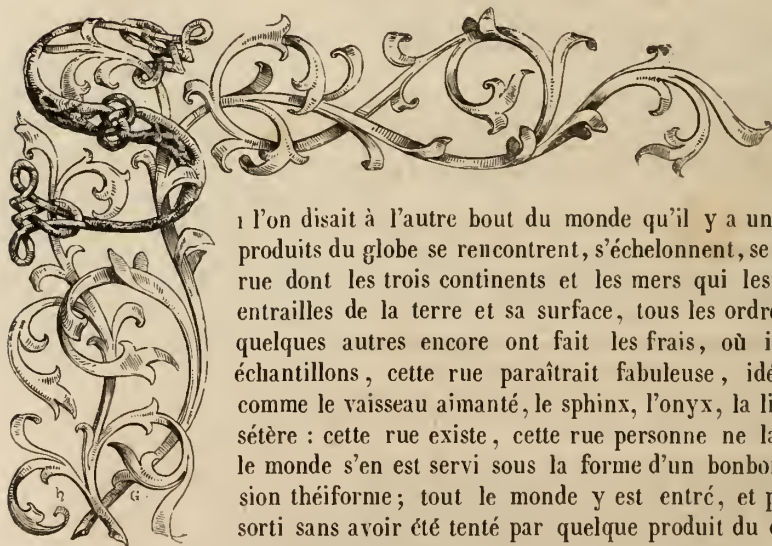 SI l'on disait à l'autre bout du monde qu'il y a un
produits du globe se rencontrent, s'échelonnent, se
rue dont les trois continents et les mers qui les
entrailles de la terre et sa surface, tous les ordr
quelques autres encore ont fait les frais, où i
échantillons, cette rue paraîtrait fabuleuse, idé
comme le vaisseau aimanté, le sphinx, l'onyx, la li
sétère : cette rue existe, cette rue personne ne l
le monde s'en est servi sous la forme d'un bonbo
sion théiforme; tout le monde y est entré, et p
sorti sans avoir été tenté par quelque produit du
h G.